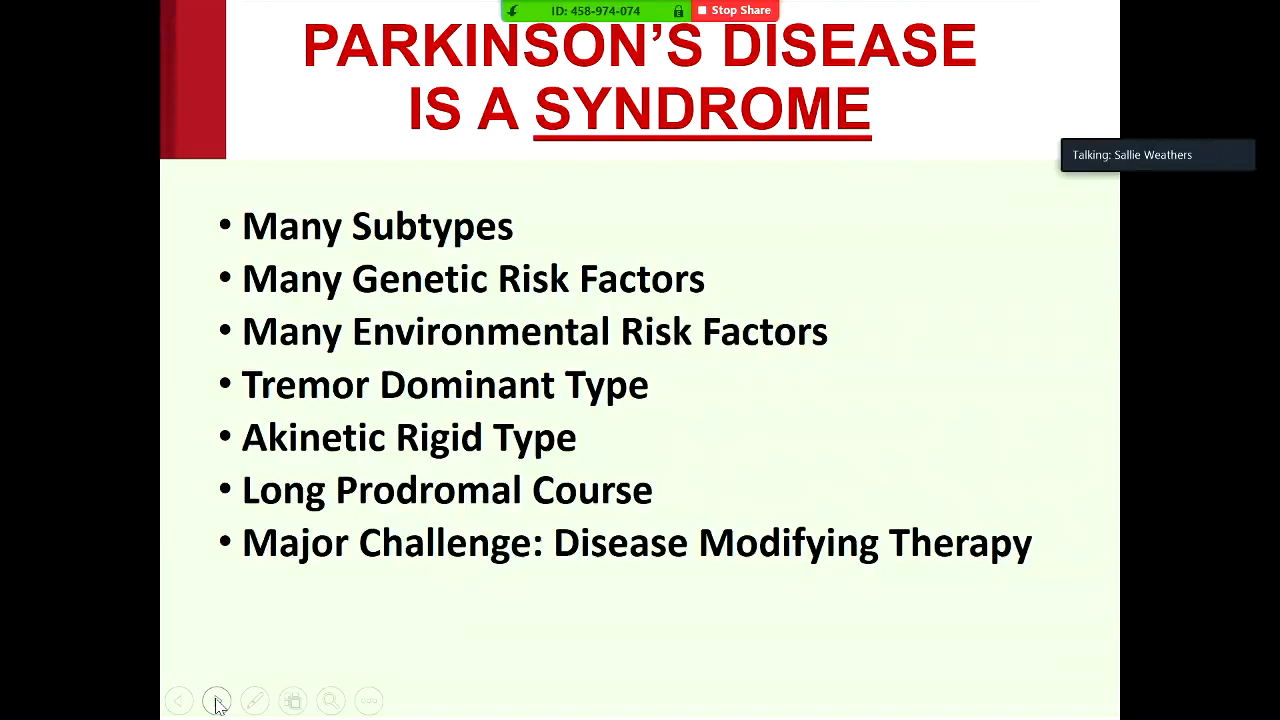 ID: 458-974-074
Stop Share
PARKINSON’S DISEASE
IS A SYNDROME
Talking: Sallie Weathers
• Many Subtypes
• Many Genetic Risk Factors
• Many Environmental Risk Factors
• Tremor Dominant Type
• Akinetic Rigid Type
• Long Prodromal Course
• Major Challenge: Disease Modifying Therapy